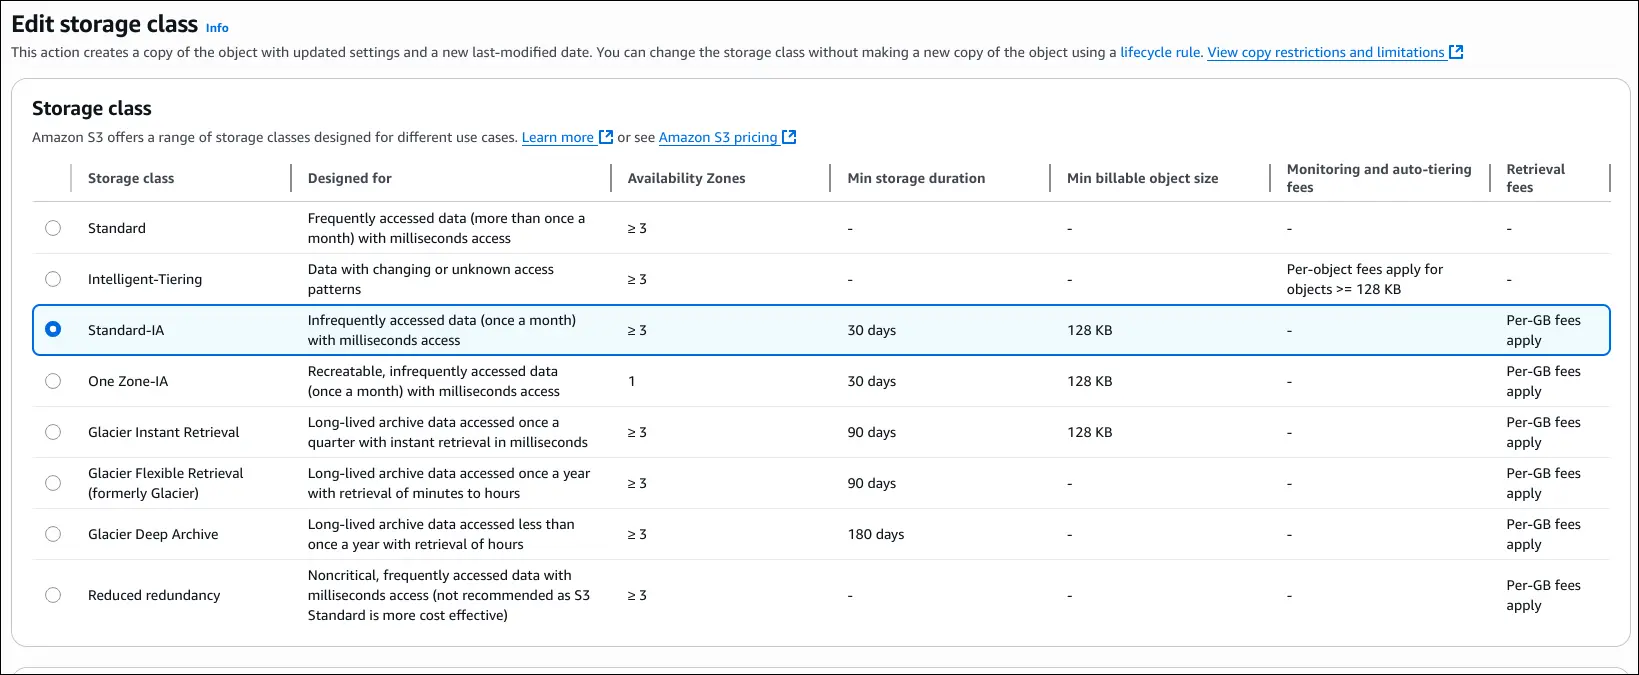 Edit storage class Info
This action creates a copy of the object with updated settings and a new last-modified date. You can change the storage class without making a new copy of the object using a lifecycle rule. View copy restrictions and limitations
Storage class
Amazon S3 offers a range of storage classes designed for different use cases. Learn more or see Amazon S3 pricing
Storage class
Designed for
Availability Zones
Min storage duration
Min billable object size
Monitoring and auto-tiering
fees
Retrieval
fees
Standard
Frequently accessed data (more than once a
month) with milliseconds access
≥ 3
-
-
-
-
Intelligent-Tiering
Data with changing or unknown access
patterns
≥ 3
-
-
Per-object fees apply for
objects >= 128 KB
-
Standard-IA
Infrequently accessed data (once a month)
with milliseconds access
≥ 3
30 days
128 KB
-
Per-GB fees
apply
One Zone-IA
Recreatable, infrequently accessed data
(once a month) with milliseconds access
1
30 days
128 KB
-
Per-GB fees
apply
Glacier Instant Retrieval
Long-lived archive data accessed once a
quarter with instant retrieval in milliseconds
≥ 3
90 days
128 KB
-
Per-GB fees
apply
Glacier Flexible Retrieval
(formerly Glacier)
Long-lived archive data accessed once a year
with retrieval of minutes to hours
≥ 3
90 days
-
-
Per-GB fees
apply
Glacier Deep Archive
Long-lived archive data accessed less than
once a year with retrieval of hours
≥ 3
180 days
-
-
Per-GB fees
apply
Reduced redundancy
Noncritical, frequently accessed data with
milliseconds access (not recommended as S3
Standard is more cost effective)
≥ 3
-
-
-
Per-GB fees
apply